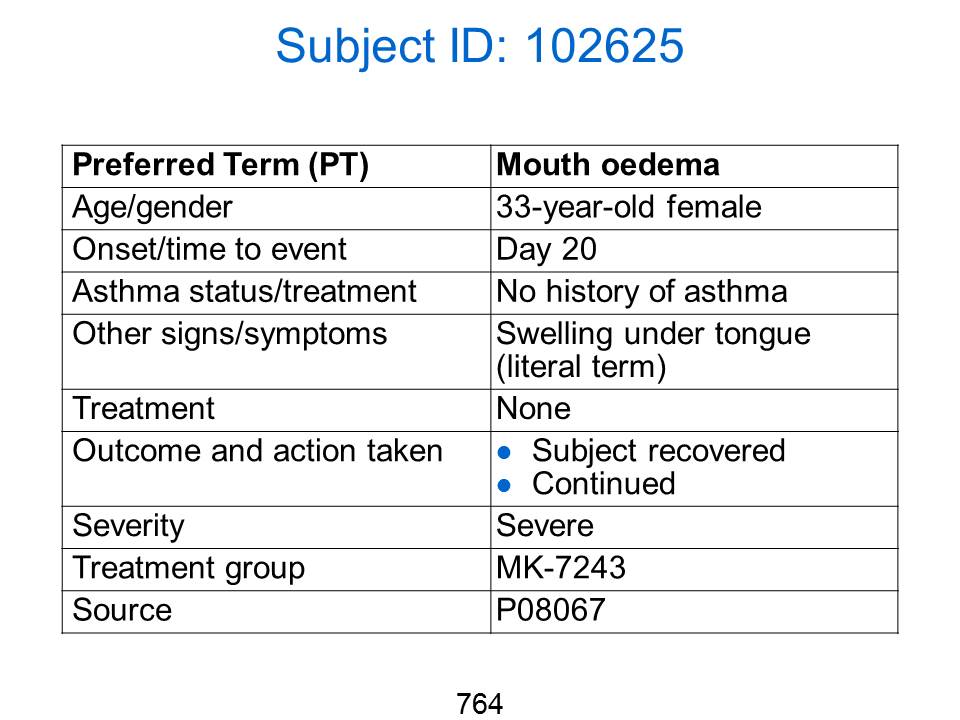 Subject ID: 102625
Preferred Term (PT) Mouth oedema
Age/gender 33-year-old female
Onset/time to event Day 20
Asthma status/treatment No history of asthma
Other signs/symptoms Swelling under tongue
(literal term)
Treatment None
Outcome and action taken ● Subject recovered
● Continued
Severity Severe
Treatment group MK-7243
Source P08067
764